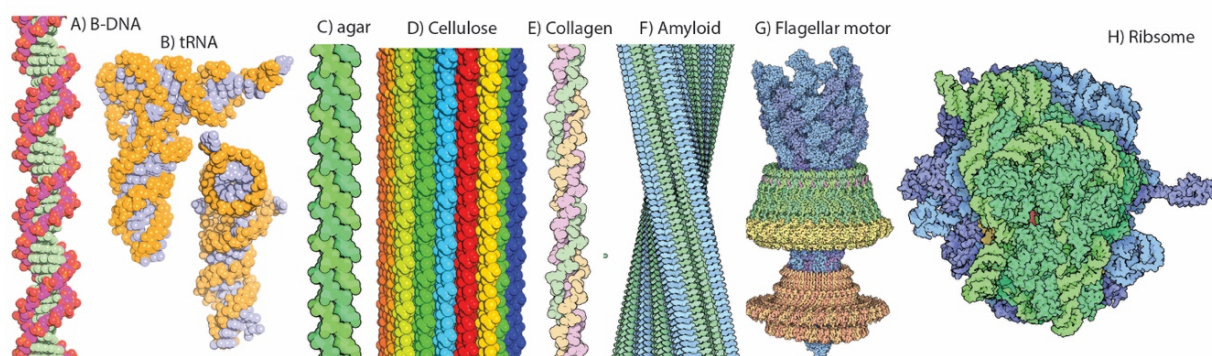 A) B-DNA
B) tRNA
C) agar
D) Cellulose
E) Collagen
F) Amyloid
G) Flagellar motor
H) Ribsome